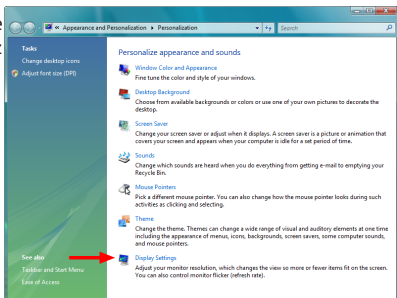 Appearance and Personalization
Personalization
Search
Tasks
Change desktop icons
Adjust font size (DPI)
Personalize appearance and sounds
Window Color and Appearance
Fine tune the color and style of your windows.
Desktop Background
Choose from available backgrounds or colors or use one of your own pictures to decorate the
desktop.
Screen Saver
Change your screen saver or adjust when it displays. A screen saver is a picture or animation that
covers your screen and appears when your computer is idle for a set period of time.
Sounds
Change which sounds are heard when you do everything from getting e-mail to emptying your
Recycle Bin.
Mouse Pointers
Pick a different mouse pointer. You can also change how the mouse pointer looks during such
activities as clicking and selecting.
Theme
Change the theme. Themes can change a wide range of visual and auditory elements at one time
including the appearance of menus, icons, backgrounds, screen savers, some computer sounds,
and mouse pointers.
Display Settings
Adjust your monitor resolution, which changes the view so more or fewer items fit on the screen.
You can also control monitor flicker (refresh rate).
See also
Taskbar and Start Menu
Ease of Access